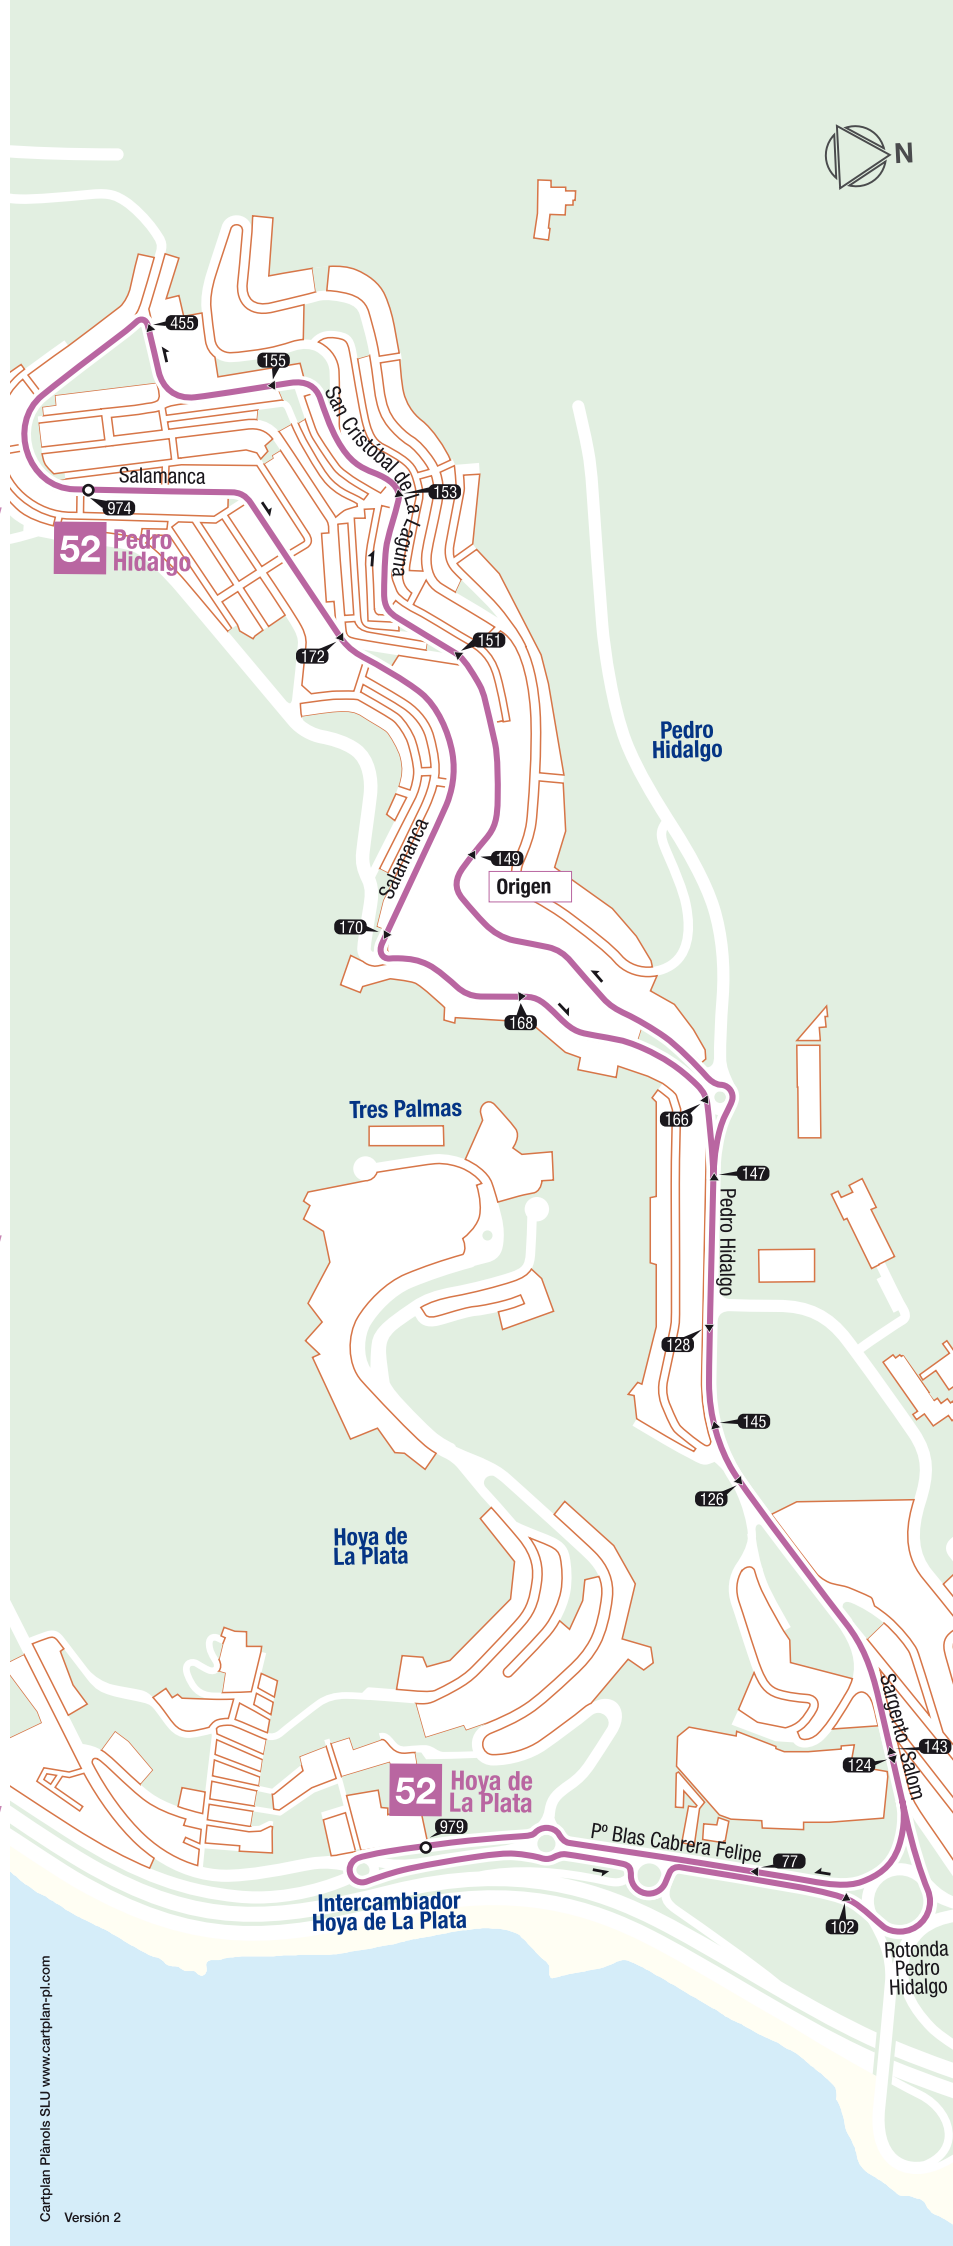 N
455
155
San Cristóbal de La Laguna
Salamanca
153
974
52
Pedro
Hidalgo
151
172
Pedro
Hidalgo
Salamanca
149
Origen
170
168
Tres Palmas
166
147
Pedro Hidalgo
128
145
126
Hoya de
La Plata
Sargento Salom
143
124
52
Hoya de
La Plata
979
Pº Blas Cabrera Felipe
77
102
Intercambiador
Hoya de La Plata
Rotonda
Pedro
Hidalgo
Cartplan Plànols SLU www.cartplan-pl.com
Versión 2